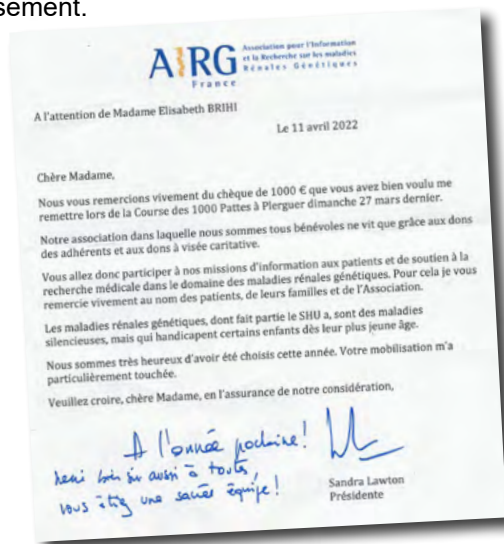 sement.
AIRG
France
Association pour l'Information
et la Recherche sur les maladies
Rénales Génétiques
A l'attention de Madame Elisabeth BRIHI
Le 11 avril 2022
Chère Madame,
Nous vous remercions vivement du chèque de 1000 € que vous avez bien voulu me
remettre lors de la Course des 1000 Pattes à Plerguer dimanche 27 mars dernier.
Notre association dans laquelle nous sommes tous bénévoles ne vit que grâce aux dons
des adhérents et aux dons à visée caritative.
Vous allez donc participer à nos missions d'information aux patients et de soutien à la
recherche médicale dans le domaine des maladies rénales génétiques. Pour cela je vous
remercie vivement au nom des patients, de leurs familles et de l'Association.
Les maladies rénales génétiques, dont fait partie le SHU a, sont des maladies
silencieuses, mais qui handicapent certains enfants dès leur plus jeune âge.
Nous sommes très heureux d'avoir été choisis cette année. Votre mobilisation m'a
particulièrement touchée.
Veuillez croire, chère Madame, en l'assurance de notre considération,
A l'année prochaine!
aussi à toutes,
vous étiez une sacrée équipe!
Sandra Lawton
Présidente